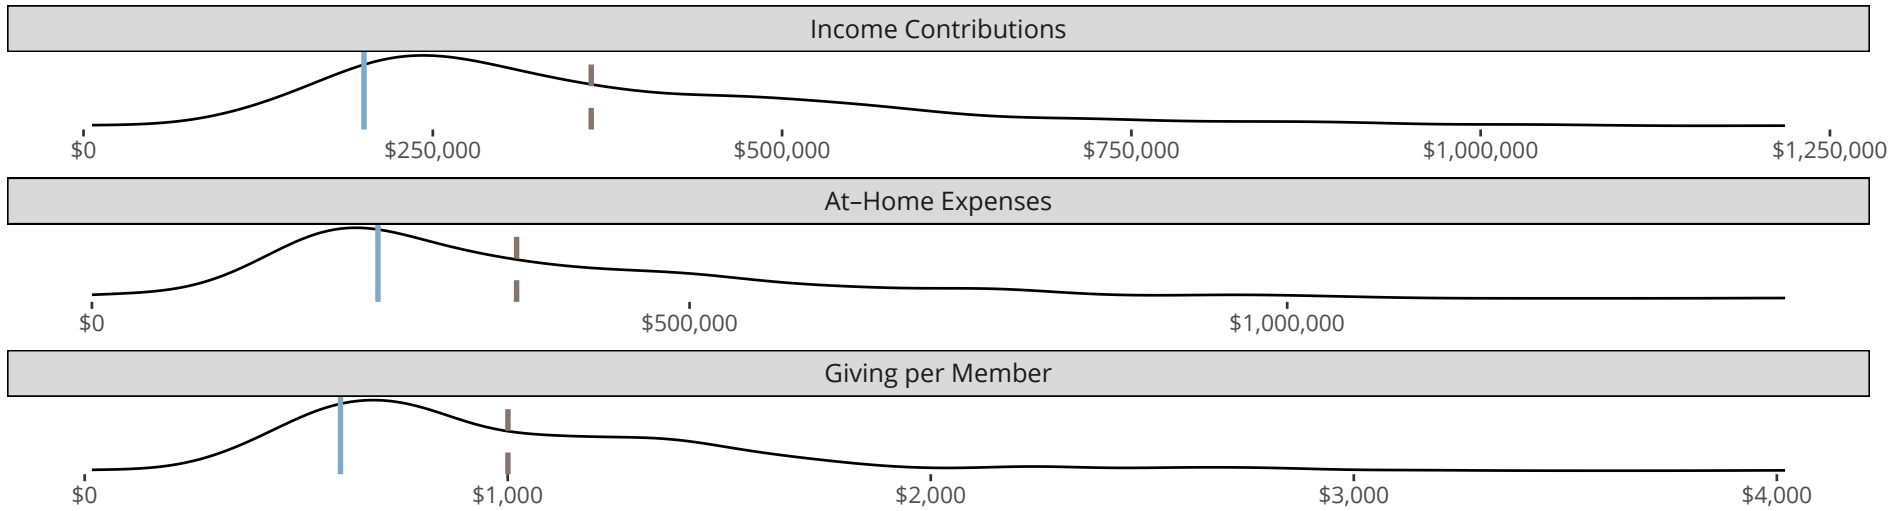 Income Contributions
$0 $250,000 $500,000 $750,000 $1,000,000 $1,250,000
At–Home Expenses
$0 $500,000 $1,000,000
Giving per Member
$0 $1,000 $2,000 $3,000 $4,000